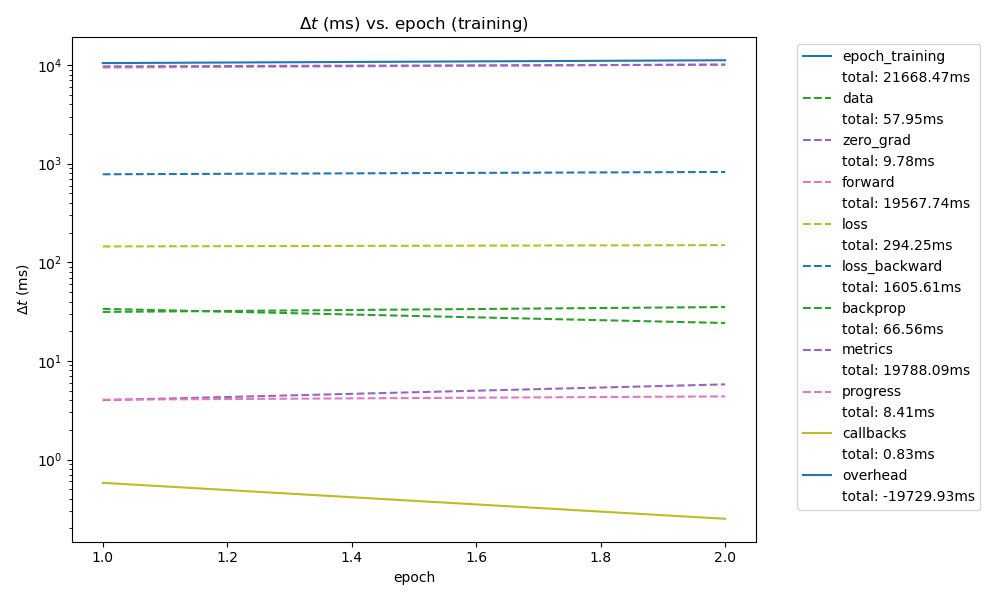 Δt (ms) vs. epoch (training)
Δt (ms)
10⁴
10³
10²
10¹
10⁰
1.0
1.2
1.4
1.6
1.8
2.0
epoch
epoch_training
total: 21668.47ms
data
total: 57.95ms
zero_grad
total: 9.78ms
forward
total: 19567.74ms
loss
total: 294.25ms
loss_backward
total: 1605.61ms
backprop
total: 66.56ms
metrics
total: 19788.09ms
progress
total: 8.41ms
callbacks
total: 0.83ms
overhead
total: -19729.93ms